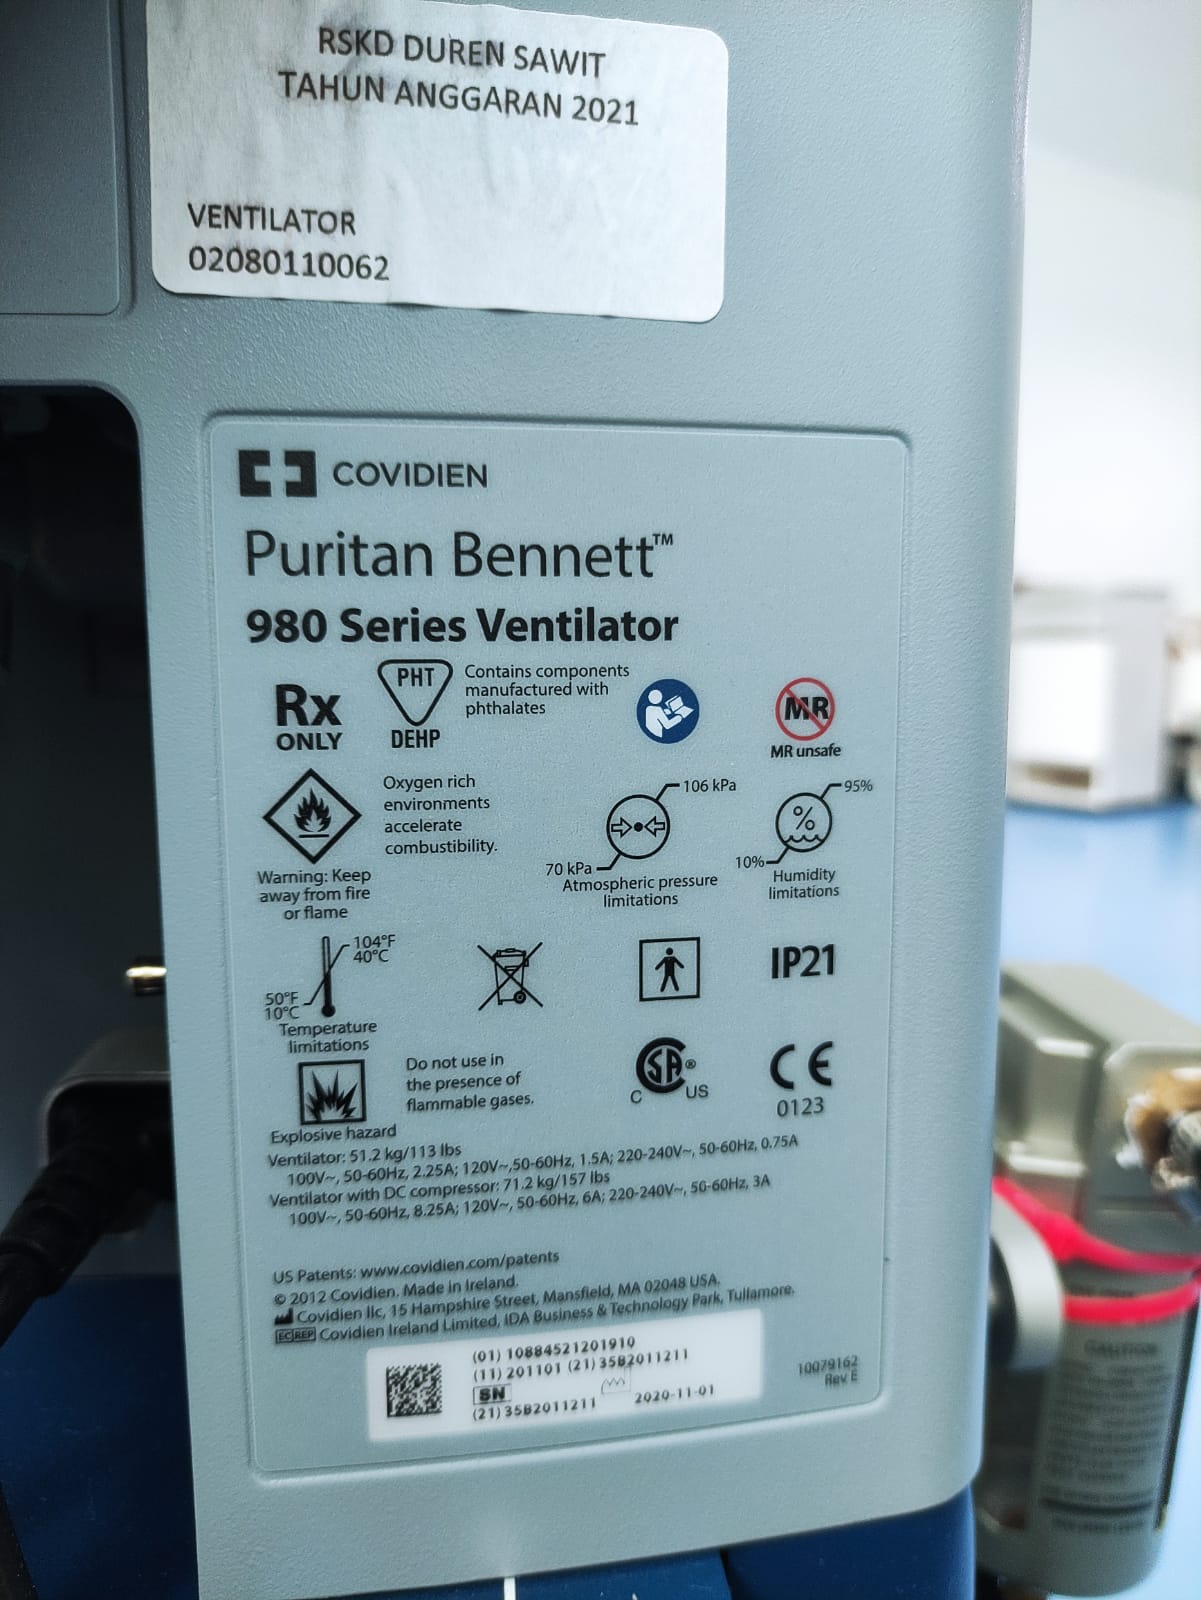 RSKD DUREN SAWIT
TAHUN ANGGARAN 2021
VENTILATOR
02080110062
COVIDIEN
Puritan Bennett™
980 Series Ventilator
Rx
ONLY
PHT
DEHP
Contains components
manufactured with
phthalates
MR
MR unsafe
Warning: Keep
away from fire
or flame
Oxygen rich
environments
accelerate
combustibility.
106 kPa
70 kPa
Atmospheric pressure
limitations
95%
%
10%
Humidity
limitations
104°F
40°C
50°F
10°C
Temperature
limitations
IP21
Explosive hazard
Do not use in
the presence of
flammable gases.
SA®
C US
CE
0123
Ventilator: 51.2 kg/113 lbs
100V~, 50-60Hz, 2.25A; 120V~,50-60Hz, 1.5A; 220-240V~, 50-60Hz, 0.75A
Ventilator with DC compressor: 71.2 kg/157 lbs
100V~, 50-60Hz, 8.25A; 120V~, 50-60Hz, 6A; 220-240V~, 50-60Hz, 3A
US Patents: www.covidien.com/patents
© 2012 Covidien. Made in Ireland.
Covidien llc, 15 Hampshire Street, Mansfield, MA 02048 USA.
EC REP Covidien Ireland Limited, IDA Business & Technology Park, Tullamore.
(01) 10884521201910
(11) 201101 (21) 35B2011211
SN
(21) 35B2011211
2020-11-01
10079162
Rev E
CAUTION